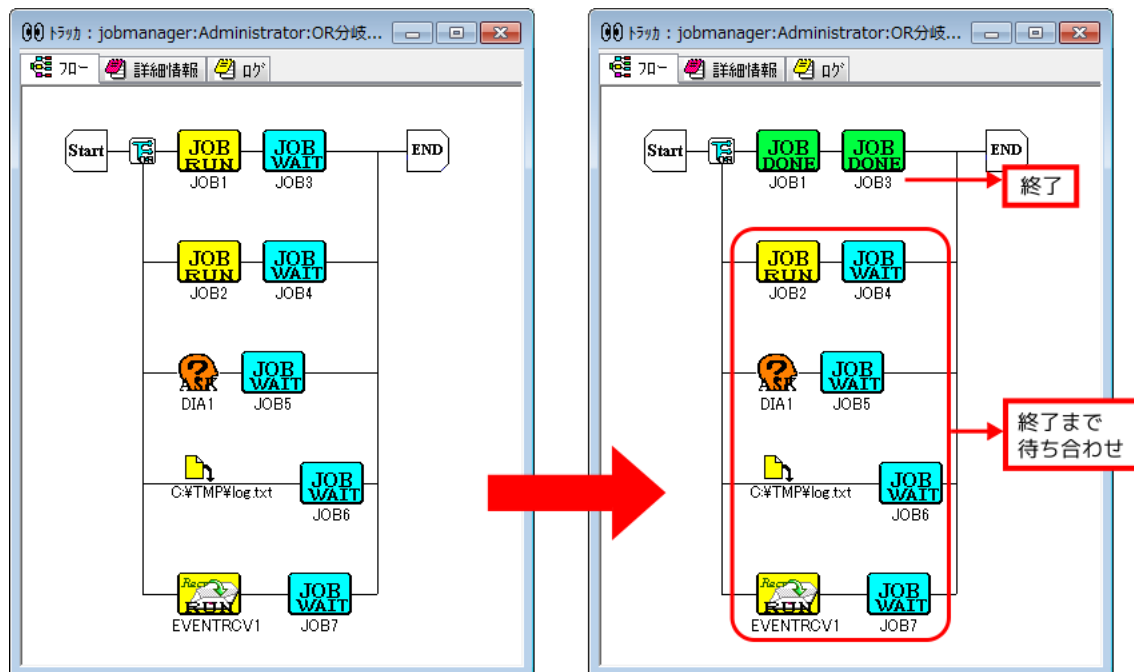 トラッカ : jobmanager:Administrator:OR分岐...
フロー 詳細情報 ログ
Start OR JOB RUN JOB WAIT END
JOB1 JOB3
JOB RUN JOB WAIT
JOB2 JOB4
? ASK JOB WAIT
DIA1 JOB5
JOB WAIT
C:¥TMP¥log.txt
JOB6
Recv RUN JOB WAIT
EVENTRCV1 JOB7
トラッカ : jobmanager:Administrator:OR分岐...
フロー 詳細情報 ログ
Start OR JOB DONE JOB DONE END
JOB1 JOB3
終了
JOB RUN JOB WAIT
JOB2 JOB4
? ASK JOB WAIT
DIA1 JOB5
終了まで
待ち合わせ
JOB WAIT
C:¥TMP¥log.txt
JOB6
Recv RUN JOB WAIT
EVENTRCV1 JOB7